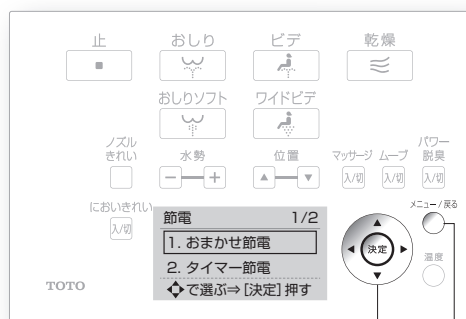 止 おしり ビデ 乾燥
おしりソフト ワイドビデ
ノズル
きれい
水勢 位置 マッサージ ムーブ パワー
脱臭
− + ▲ ▼ 入/切 入/切 入/切
においきれい
入/切
節電 1/2
1. おまかせ節電
2. タイマー節電
で選ぶ⇒[決定]押す
決定
メニュー/戻る
温度
TOTO